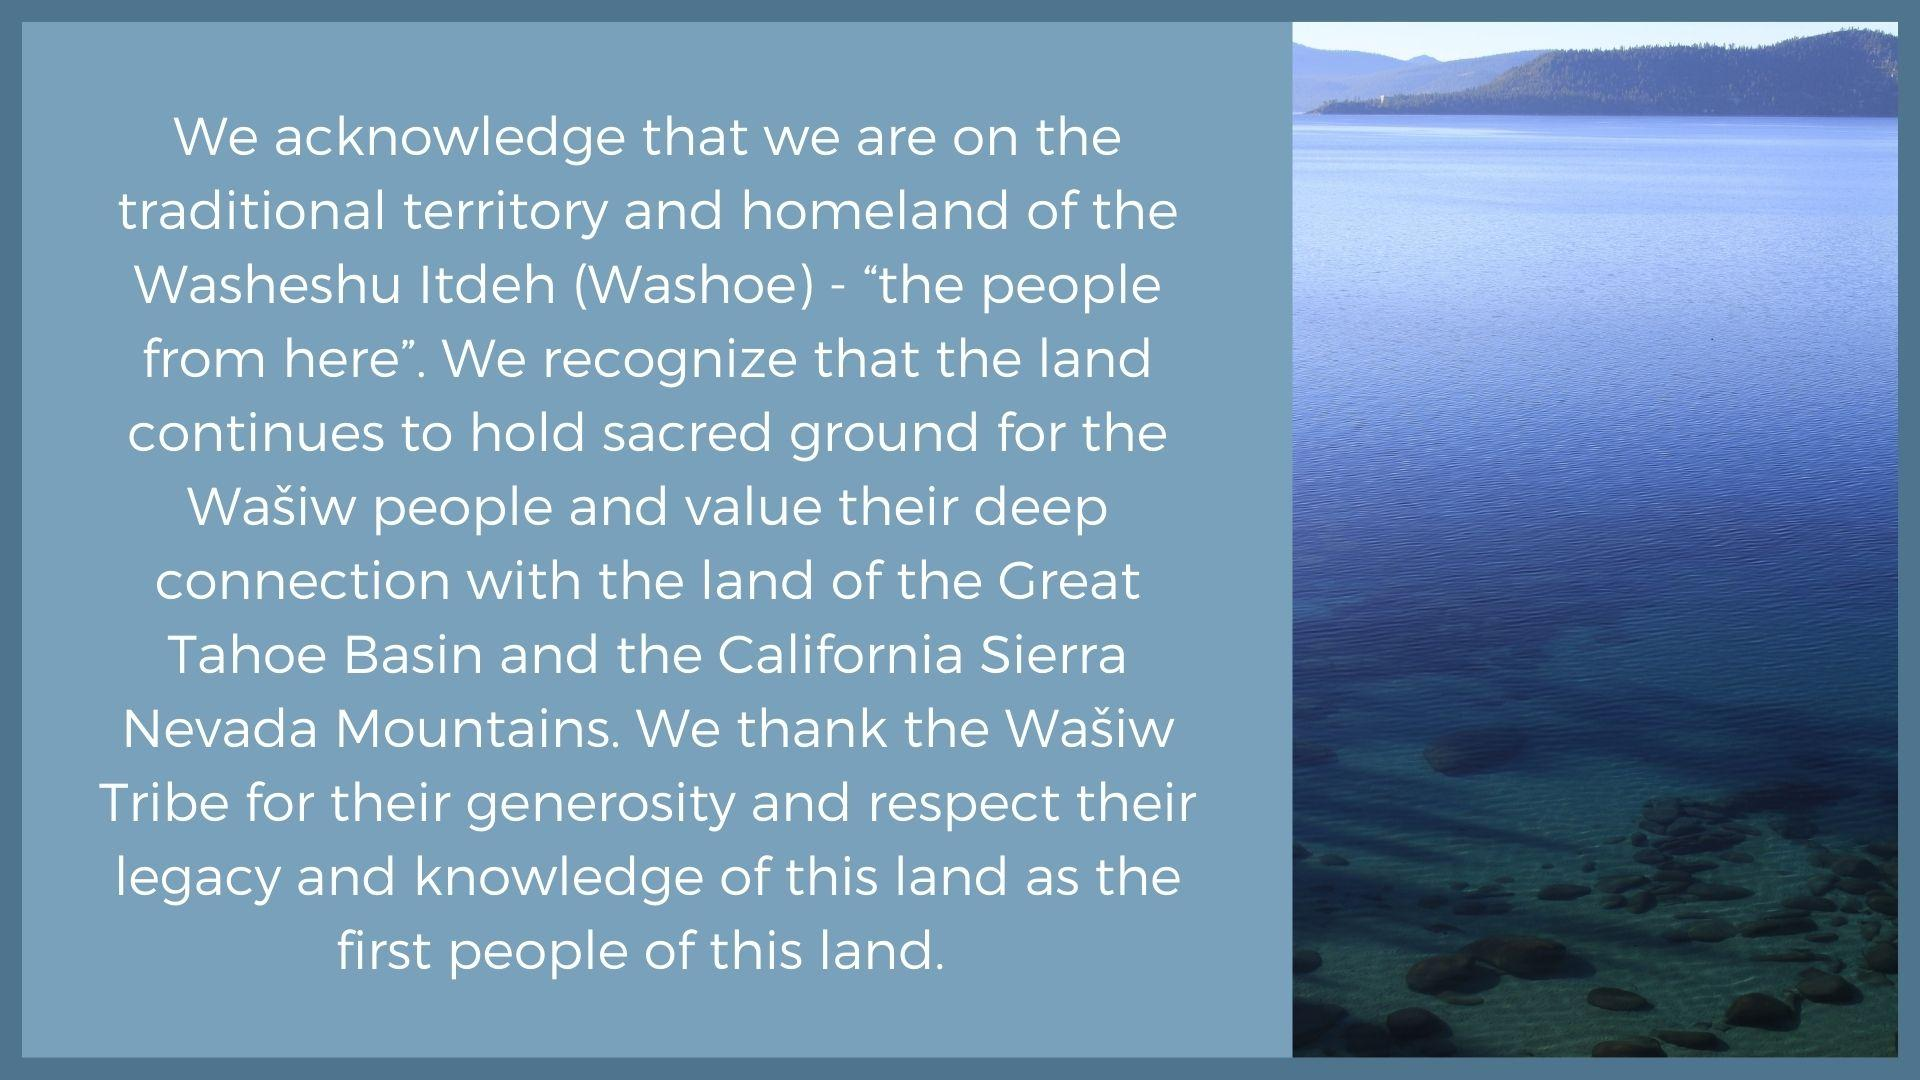 We acknowledge that we are on the
traditional territory and homeland of the
Washeshu Itdeh (Washoe) - “the people
from here”. We recognize that the land
continues to hold sacred ground for the
Wašiw people and value their deep
connection with the land of the Great
Tahoe Basin and the California Sierra
Nevada Mountains. We thank the Wašiw
Tribe for their generosity and respect their
legacy and knowledge of this land as the
first people of this land.